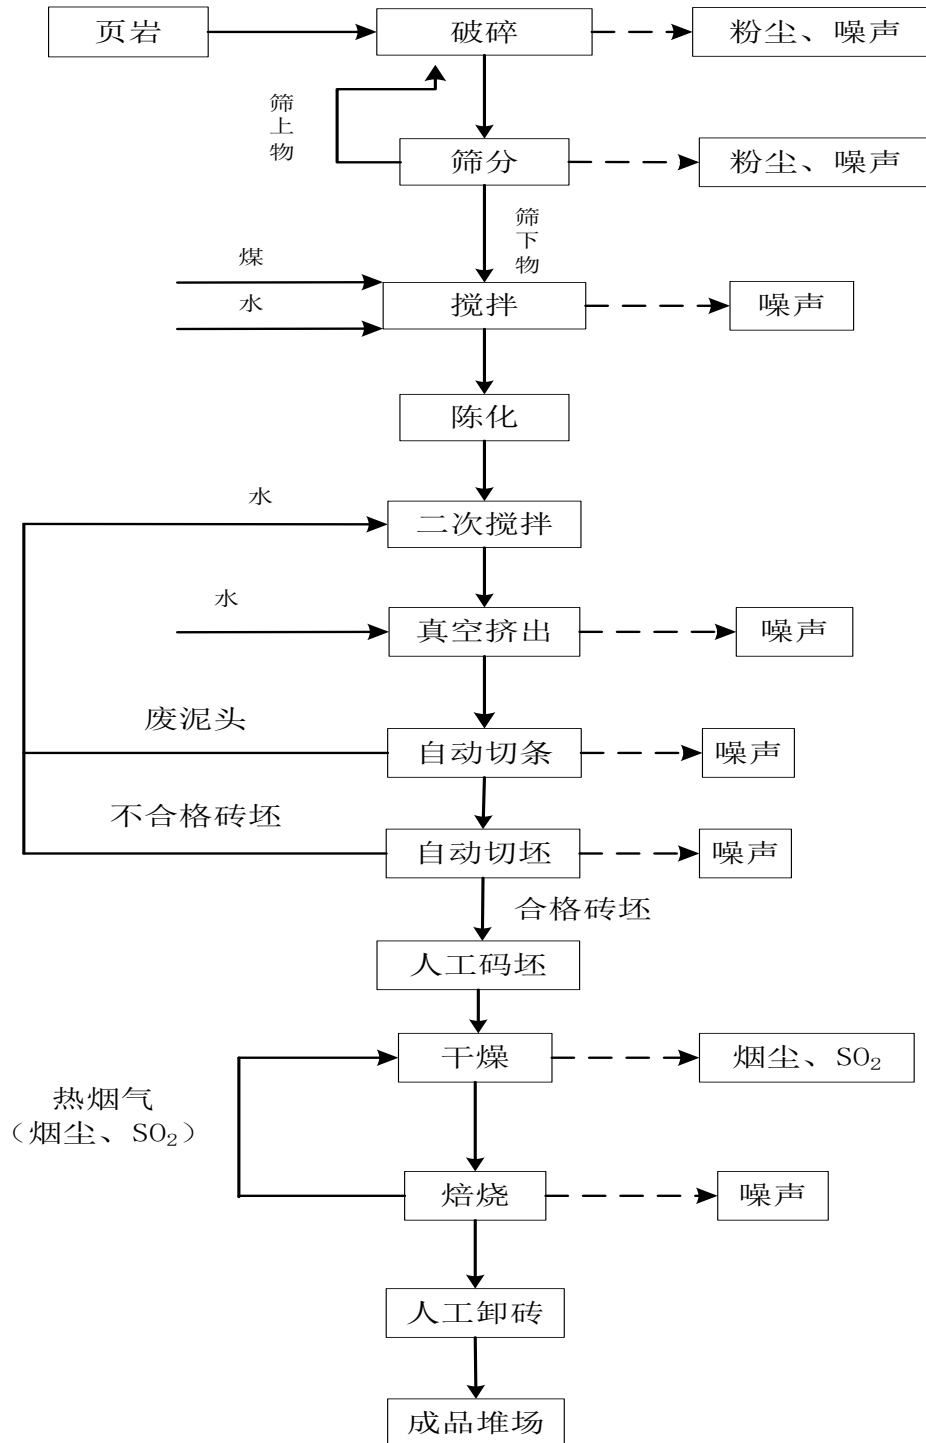 页岩
破碎
粉尘、噪声
筛上物
筛分
粉尘、噪声
筛下物
煤
水
搅拌
噪声
陈化
水
二次搅拌
水
真空挤出
噪声
废泥头
自动切条
噪声
不合格砖坯
自动切坯
噪声
合格砖坯
人工码坯
干燥
烟尘、SO₂
热烟气
（烟尘、SO₂）
焙烧
噪声
人工卸砖
成品堆场